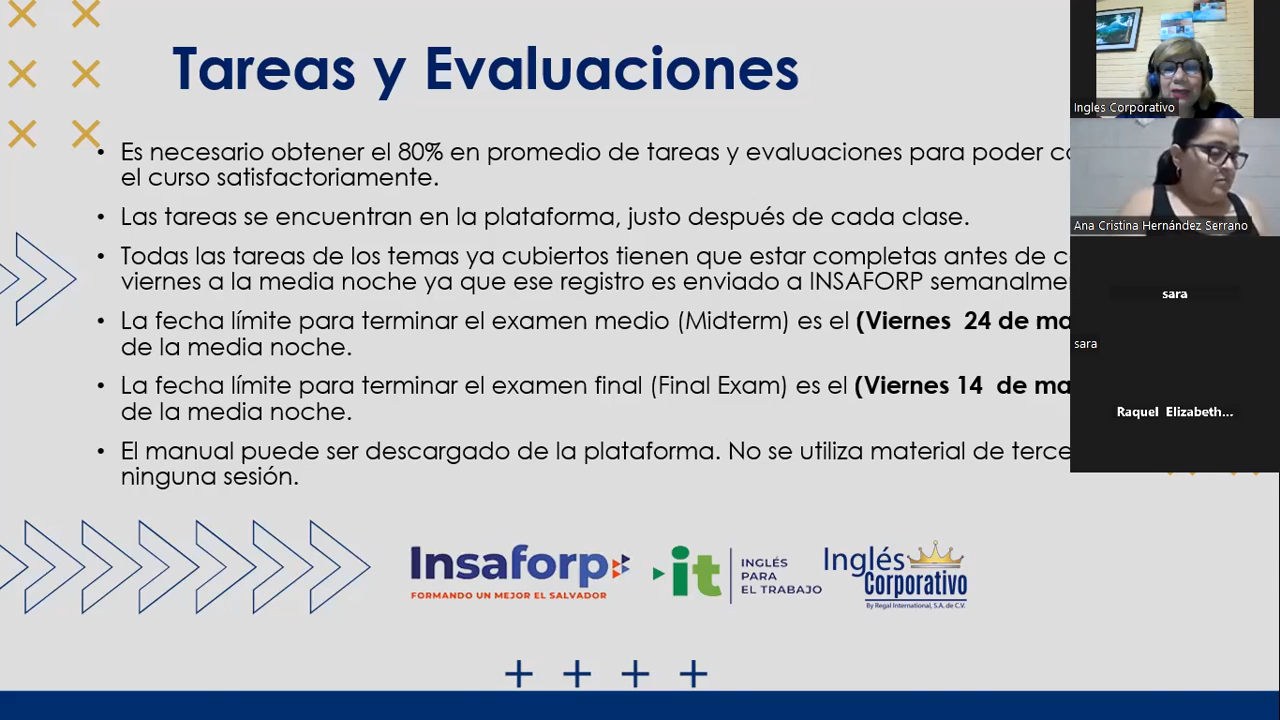 Tareas y Evaluaciones
• Es necesario obtener el 80% en promedio de tareas y evaluaciones para poder
el curso satisfactoriamente.
• Las tareas se encuentran en la plataforma, justo después de cada clase.
• Todas las tareas de los temas ya cubiertos tienen que estar completas antes de
viernes a la media noche ya que ese registro es enviado a INSAFORP
• La fecha límite para terminar el examen medio (Midterm) es el (Viernes 24 de
de la media noche.
• La fecha límite para terminar el examen final (Final Exam) es el (Viernes 14 de
de la media noche.
• El manual puede ser descargado de la plataforma. No se utiliza material de
ninguna sesión.
Insaforp
FORMANDO UN MEJOR EL SALVADOR
it
INGLÉS
PARA
EL TRABAJO
Inglés
Corporativo
By Regal International, S.A. de C.V.
Ingles Corporativo
Ana Cristina Hernández Serrano
sara
sara
Raquel Elizabeth...